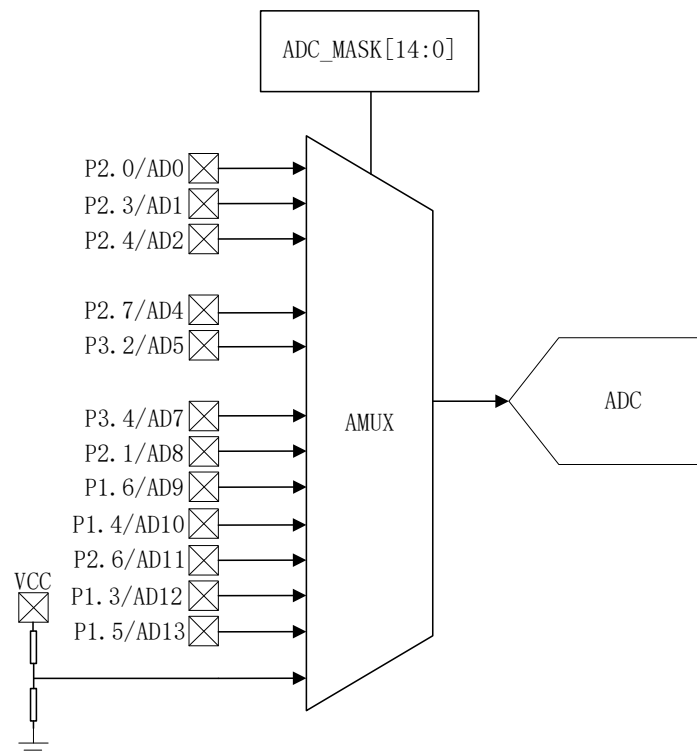 ADC_MASK[14:0]
P2.0/AD0
P2.3/AD1
P2.4/AD2
P2.7/AD4
P3.2/AD5
P3.4/AD7
P2.1/AD8
P1.6/AD9
P1.4/AD10
P2.6/AD11
P1.3/AD12
P1.5/AD13
VCC
AMUX
ADC